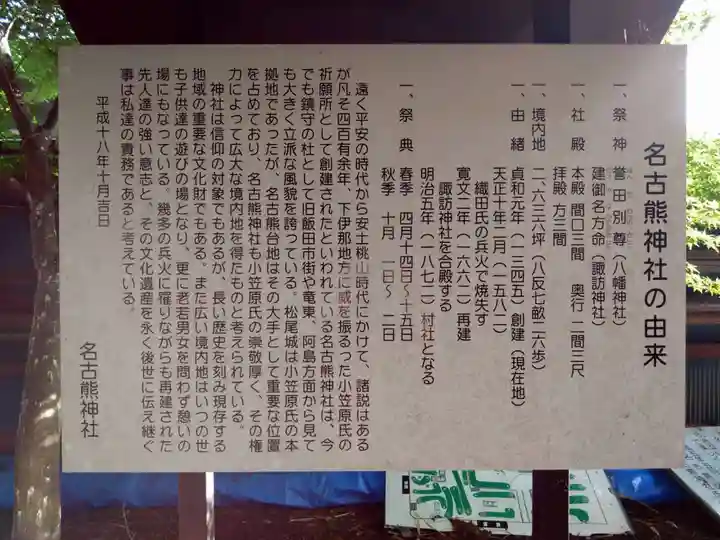 名古熊神社の由来
一、祭神 誉田別尊（八幡神社）
建御名方命（諏訪神社）
一、社殿 本殿 間口三間 奥行 二間三尺
拝殿 方三間
一、境内地 二、六三六坪（八反七畝二六歩）
一、由緒 貞和元年（一三四五）創建（現在地）
天正十年二月（一五八二）
織田氏の兵火で焼失す
寛文二年（一六六二）再建
諏訪神社を合殿する
明治五年（一八七二）村社となる
一、祭典 春季 四月十四日〜十五日
秋季 十月 一日〜 二日
遠く平安の時代から安土桃山時代にかけて、諸説はある
が凡そ四百有余年、下伊那地方に威を振るった小笠原氏の
祈願所として創建されたといわれている名古熊神社は、今
でも鎮守の杜として旧飯田市街や竜東、阿島方面から見て
も大きく立派な風貌を誇っている。松尾城は小笠原氏の本
拠地であったが、名古熊台地はその大手として重要な位置
を占めており、名古熊神社も小笠原氏の崇敬厚く、その権
力によって広大な境内地を得たものと考えられている。
神社は信仰の対象でもあるが、長い歴史を刻み現存する
地域の重要な文化財でもある。また広い境内地はいつの世
も子供達の遊びの場となり、更に老若男女を問わず憩いの
場にもなっている。幾多の兵火に罹りながらも再建された
先人達の強い意志と、その文化遺産を永く後世に伝え継ぐ
事は私達の責務であると考えている。
平成十八年十月吉日
名古熊神社